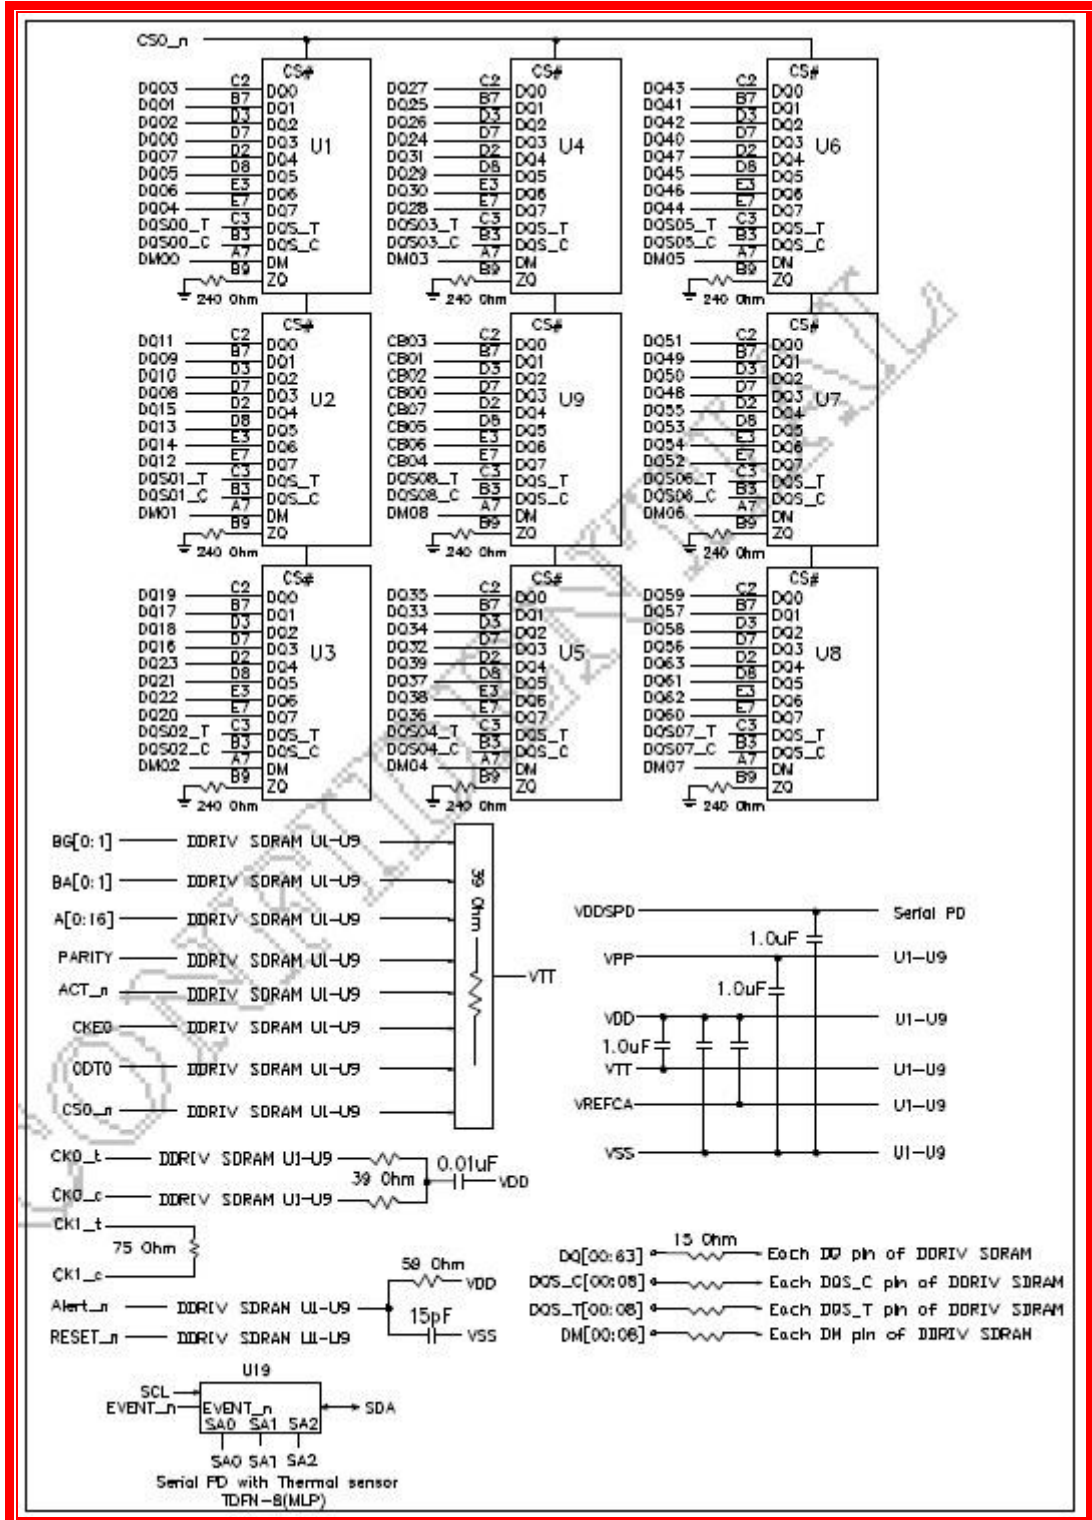 CS0_n
CS# CS# CS#
DQ03 C2 DQ0 DQ27 C2 DQ0 DQ43 C2 DQ0
DQ01 B7 DQ1 DQ25 B7 DQ1 DQ41 B7 DQ1
DQ02 D3 DQ2 DQ26 D3 DQ2 DQ42 D3 DQ2
DQ00 D7 DQ3 U1 DQ24 D7 DQ3 U4 DQ40 D7 DQ3 U6
DQ07 D2 DQ4 DQ31 D2 DQ4 DQ47 D2 DQ4
DQ05 D8 DQ5 DQ29 D8 DQ5 DQ45 D8 DQ5
DQ06 E3 DQ6 DQ30 E3 DQ6 DQ46 E3 DQ6
DQ04 E7 DQ7 DQ28 E7 DQ7 DQ44 E7 DQ7
DQS00_T C3 DQS_T DQS03_T C3 DQS_T DQS05_T C3 DQS_T
DQS00_C B3 DQS_C DQS03_C B3 DQS_C DQS05_C B3 DQS_C
DM00 A7 DM DM03 A7 DM DM05 A7 DM
B9 ZQ B9 ZQ B9 ZQ
240 Ohm 240 Ohm 240 Ohm
CS# CS# CS#
DQ11 C2 DQ0 CB03 C2 DQ0 DQ51 C2 DQ0
DQ09 B7 DQ1 CB01 B7 DQ1 DQ49 B7 DQ1
DQ10 D3 DQ2 CB02 D3 DQ2 DQ50 D3 DQ2
DQ08 D7 DQ3 U2 CB00 D7 DQ3 U9 DQ48 D7 DQ3 U7
DQ15 D2 DQ4 CB07 D2 DQ4 DQ55 D2 DQ4
DQ13 D8 DQ5 CB05 D8 DQ5 DQ53 D8 DQ5
DQ14 E3 DQ6 CB06 E3 DQ6 DQ54 E3 DQ6
DQ12 E7 DQ7 CB04 E7 DQ7 DQ52 E7 DQ7
DQS01_T C3 DQS_T DQS08_T C3 DQS_T DQS06_T C3 DQS_T
DQS01_C B3 DQS_C DQS08_C B3 DQS_C DQS06_C B3 DQS_C
DM01 A7 DM DM08 A7 DM DM06 A7 DM
B9 ZQ B9 ZQ B9 ZQ
240 Ohm 240 Ohm 240 Ohm
CS# CS# CS#
DQ19 C2 DQ0 DQ35 C2 DQ0 DQ59 C2 DQ0
DQ17 B7 DQ1 DQ33 B7 DQ1 DQ57 B7 DQ1
DQ18 D3 DQ2 DQ34 D3 DQ2 DQ58 D3 DQ2
DQ16 D7 DQ3 U3 DQ32 D7 DQ3 U5 DQ56 D7 DQ3 U8
DQ23 D2 DQ4 DQ39 D2 DQ4 DQ63 D2 DQ4
DQ21 D8 DQ5 DQ37 D8 DQ5 DQ61 D8 DQ5
DQ22 E3 DQ6 DQ38 E3 DQ6 DQ62 E3 DQ6
DQ20 E7 DQ7 DQ36 E7 DQ7 DQ60 E7 DQ7
DQS02_T C3 DQS_T DQS04_T C3 DQS_T DQS07_T C3 DQS_T
DQS02_C B3 DQS_C DQS04_C B3 DQS_C DQS07_C B3 DQS_C
DM02 A7 DM DM04 A7 DM DM07 A7 DM
B9 ZQ B9 ZQ B9 ZQ
240 Ohm 240 Ohm 240 Ohm
BG[0:1] DDRIV SDRAM U1-U9
BA[0:1] DDRIV SDRAM U1-U9
A[0:16] DDRIV SDRAM U1-U9
PARITY DDRIV SDRAM U1-U9
ACT_n DDRIV SDRAM U1-U9
CKE0 DDRIV SDRAM U1-U9
ODT0 DDRIV SDRAM U1-U9
CS0_n DDRIV SDRAM U1-U9
39 Ohm
VTT
VDDSPD Serial PD
1.0uF
VPP U1-U9
1.0uF
VDD U1-U9
1.0uF
VTT U1-U9
VREFCA U1-U9
VSS U1-U9
CK0_t DDRIV SDRAM U1-U9
39 Ohm 0.01uF VDD
CK0_c DDRIV SDRAM U1-U9
CK1_t
75 Ohm
CK1_c
59 Ohm VDD
Alert_n DDRIV SDRAN U1-U9
15pF VSS
RESET_n DDRIV SDRAN U1-U9
15 Ohm
DQ[00:63] Each DQ pin of DDRIV SDRAM
DQS_C[00:08] Each DQS_C pin of DDRIV SDRAM
DQS_T[00:08] Each DQS_T pin of DDRIV SDRAM
DM[00:08] Each DM pin of DDRIV SDRAN
U19
SCL
EVENT_n EVENT_n SDA
SA0 SA1 SA2
SA0 SA1 SA2
Serial PD with Thermal sensor
TDFN-8(MLP)
CONFIDENTIAL